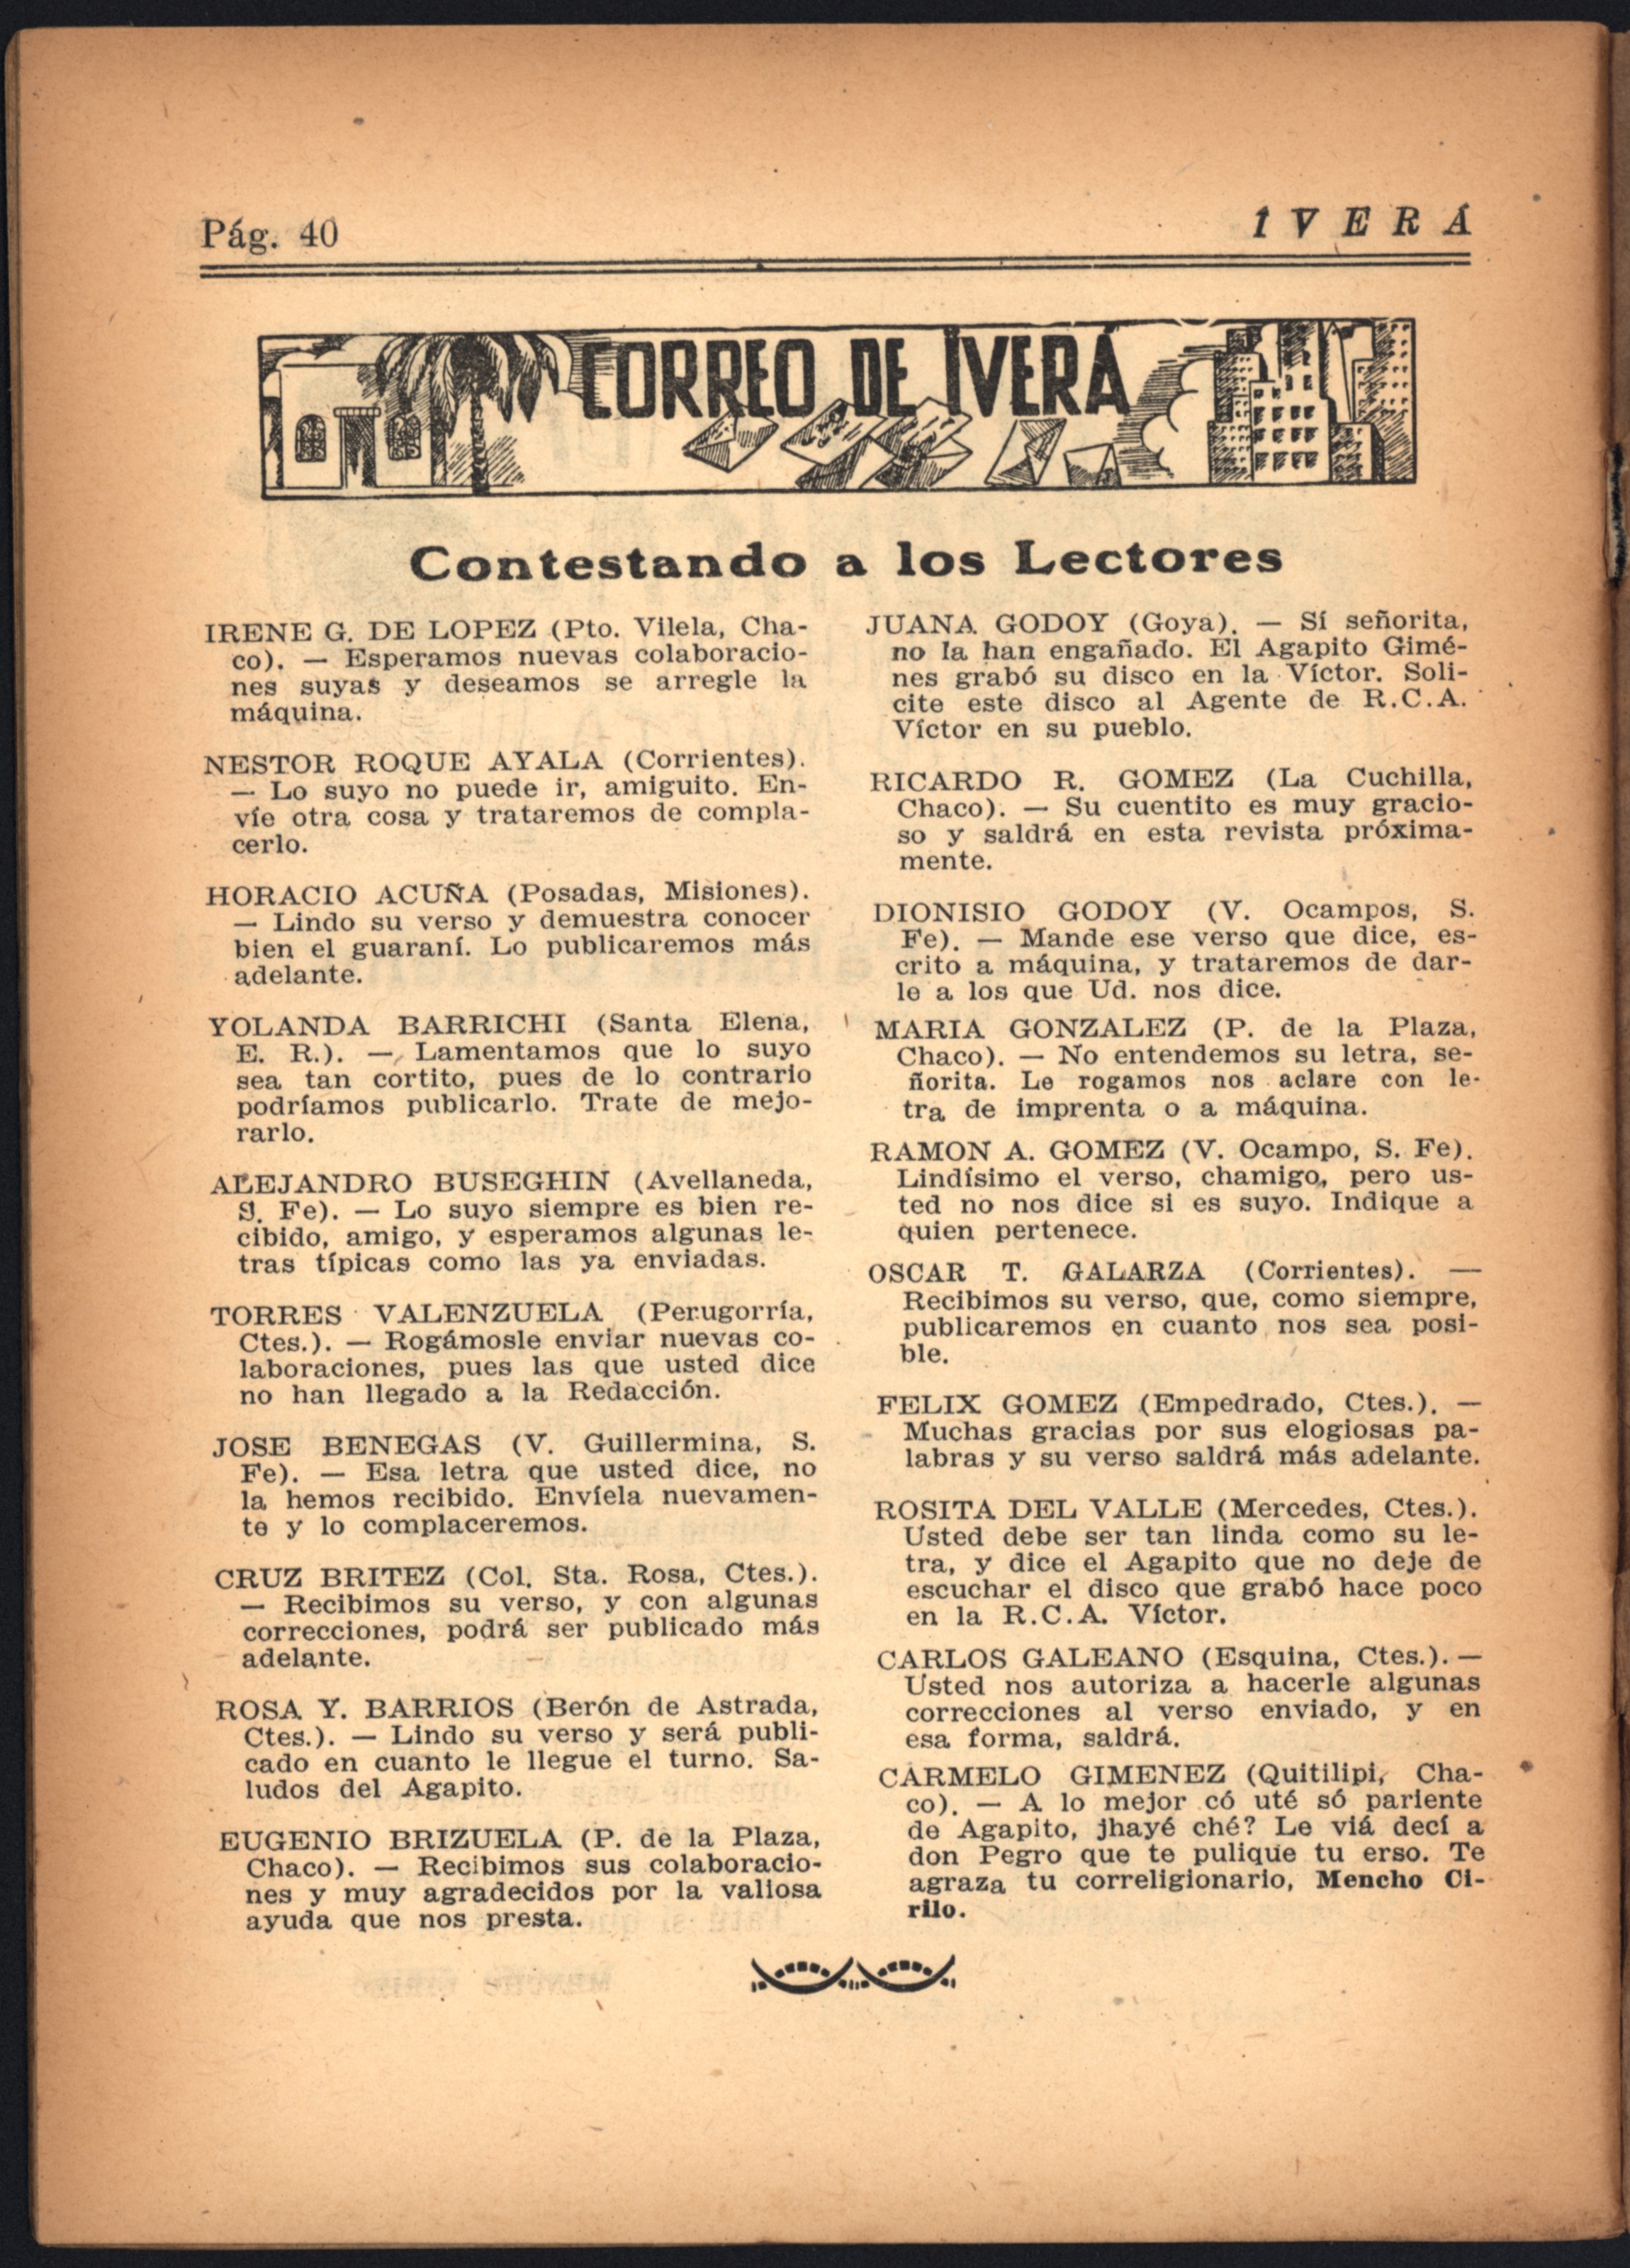 Pág. 40
IVERÁ
CORREO DE IVERÁ
Contestando a los Lectores
IRENE G. DE LOPEZ (Pto. Vilela, Cha-
co). — Esperamos nuevas colaboracio-
nes suyas y deseamos se arregle la
máquina.
NESTOR ROQUE AYALA (Corrientes).
— Lo suyo no puede ir, amiguito. En-
víe otra cosa y trataremos de compla-
cerlo.
HORACIO ACUÑA (Posadas, Misiones).
— Lindo su verso y demuestra conocer
bien el guaraní. Lo publicaremos más
adelante.
YOLANDA BARRICHI (Santa Elena,
E. R.). — Lamentamos que lo suyo
sea tan cortito, pues de lo contrario
podríamos publicarlo. Trate de mejo-
rarlo.
ALEJANDRO BUSEGHIN (Avellaneda,
S. Fe). — Lo suyo siempre es bien re-
cibido, amigo, y esperamos algunas le-
tras típicas como las ya enviadas.
TORRES VALENZUELA (Perugorría,
Ctes.). — Rogámosle enviar nuevas co-
laboraciones, pues las que usted dice
no han llegado a la Redacción.
JOSE BENEGAS (V. Guillermina, S.
Fe). — Esa letra que usted dice, no
la hemos recibido. Envíela nuevamen-
te y lo complaceremos.
CRUZ BRITEZ (Col. Sta. Rosa, Ctes.).
— Recibimos su verso, y con algunas
correcciones, podrá ser publicado más
adelante.
ROSA Y. BARRIOS (Berón de Astrada,
Ctes.). — Lindo su verso y será publi-
cado en cuanto le llegue el turno. Sa-
ludos del Agapito.
EUGENIO BRIZUELA (P. de la Plaza,
Chaco). — Recibimos sus colaboracio-
nes y muy agradecidos por la valiosa
ayuda que nos presta.
JUANA GODOY (Goya). — Sí señorita,
no la han engañado. El Agapito Gimé-
nes grabó su disco en la Víctor. Soli-
cite este disco al Agente de R.C.A.
Víctor en su pueblo.
RICARDO R. GOMEZ (La Cuchilla,
Chaco). — Su cuentito es muy gracio-
so y saldrá en esta revista próxima-
mente.
DIONISIO GODOY (V. Ocampos, S.
Fe). — Mande ese verso que dice, es-
crito a máquina, y trataremos de dar-
le a los que Ud. nos dice.
MARIA GONZALEZ (P. de la Plaza,
Chaco). — No entendemos su letra, se-
ñorita. Le rogamos nos aclare con le-
tra de imprenta o a máquina.
RAMON A. GOMEZ (V. Ocampo, S. Fe).
Lindísimo el verso, chamigo, pero us-
ted no nos dice si es suyo. Indique a
quien pertenece.
OSCAR T. GALARZA (Corrientes). —
Recibimos su verso, que, como siempre,
publicaremos en cuanto nos sea posi-
ble.
FELIX GOMEZ (Empedrado, Ctes.). —
Muchas gracias por sus elogiosas pa-
labras y su verso saldrá más adelante.
ROSITA DEL VALLE (Mercedes, Ctes.).
Usted debe ser tan linda como su le-
tra, y dice el Agapito que no deje de
escuchar el disco que grabó hace poco
en la R.C.A. Víctor.
CARLOS GALEANO (Esquina, Ctes.). —
Usted nos autoriza a hacerle algunas
correcciones al verso enviado, y en
esa forma, saldrá.
CARMELO GIMENEZ (Quitilipi, Cha-
co). — A lo mejor có uté só pariente
de Agapito, jhayé ché? Le viá decí a
don Pegro que te pulique tu erso. Te
agraza tu correligionario, Mencho Ci-
rilo.